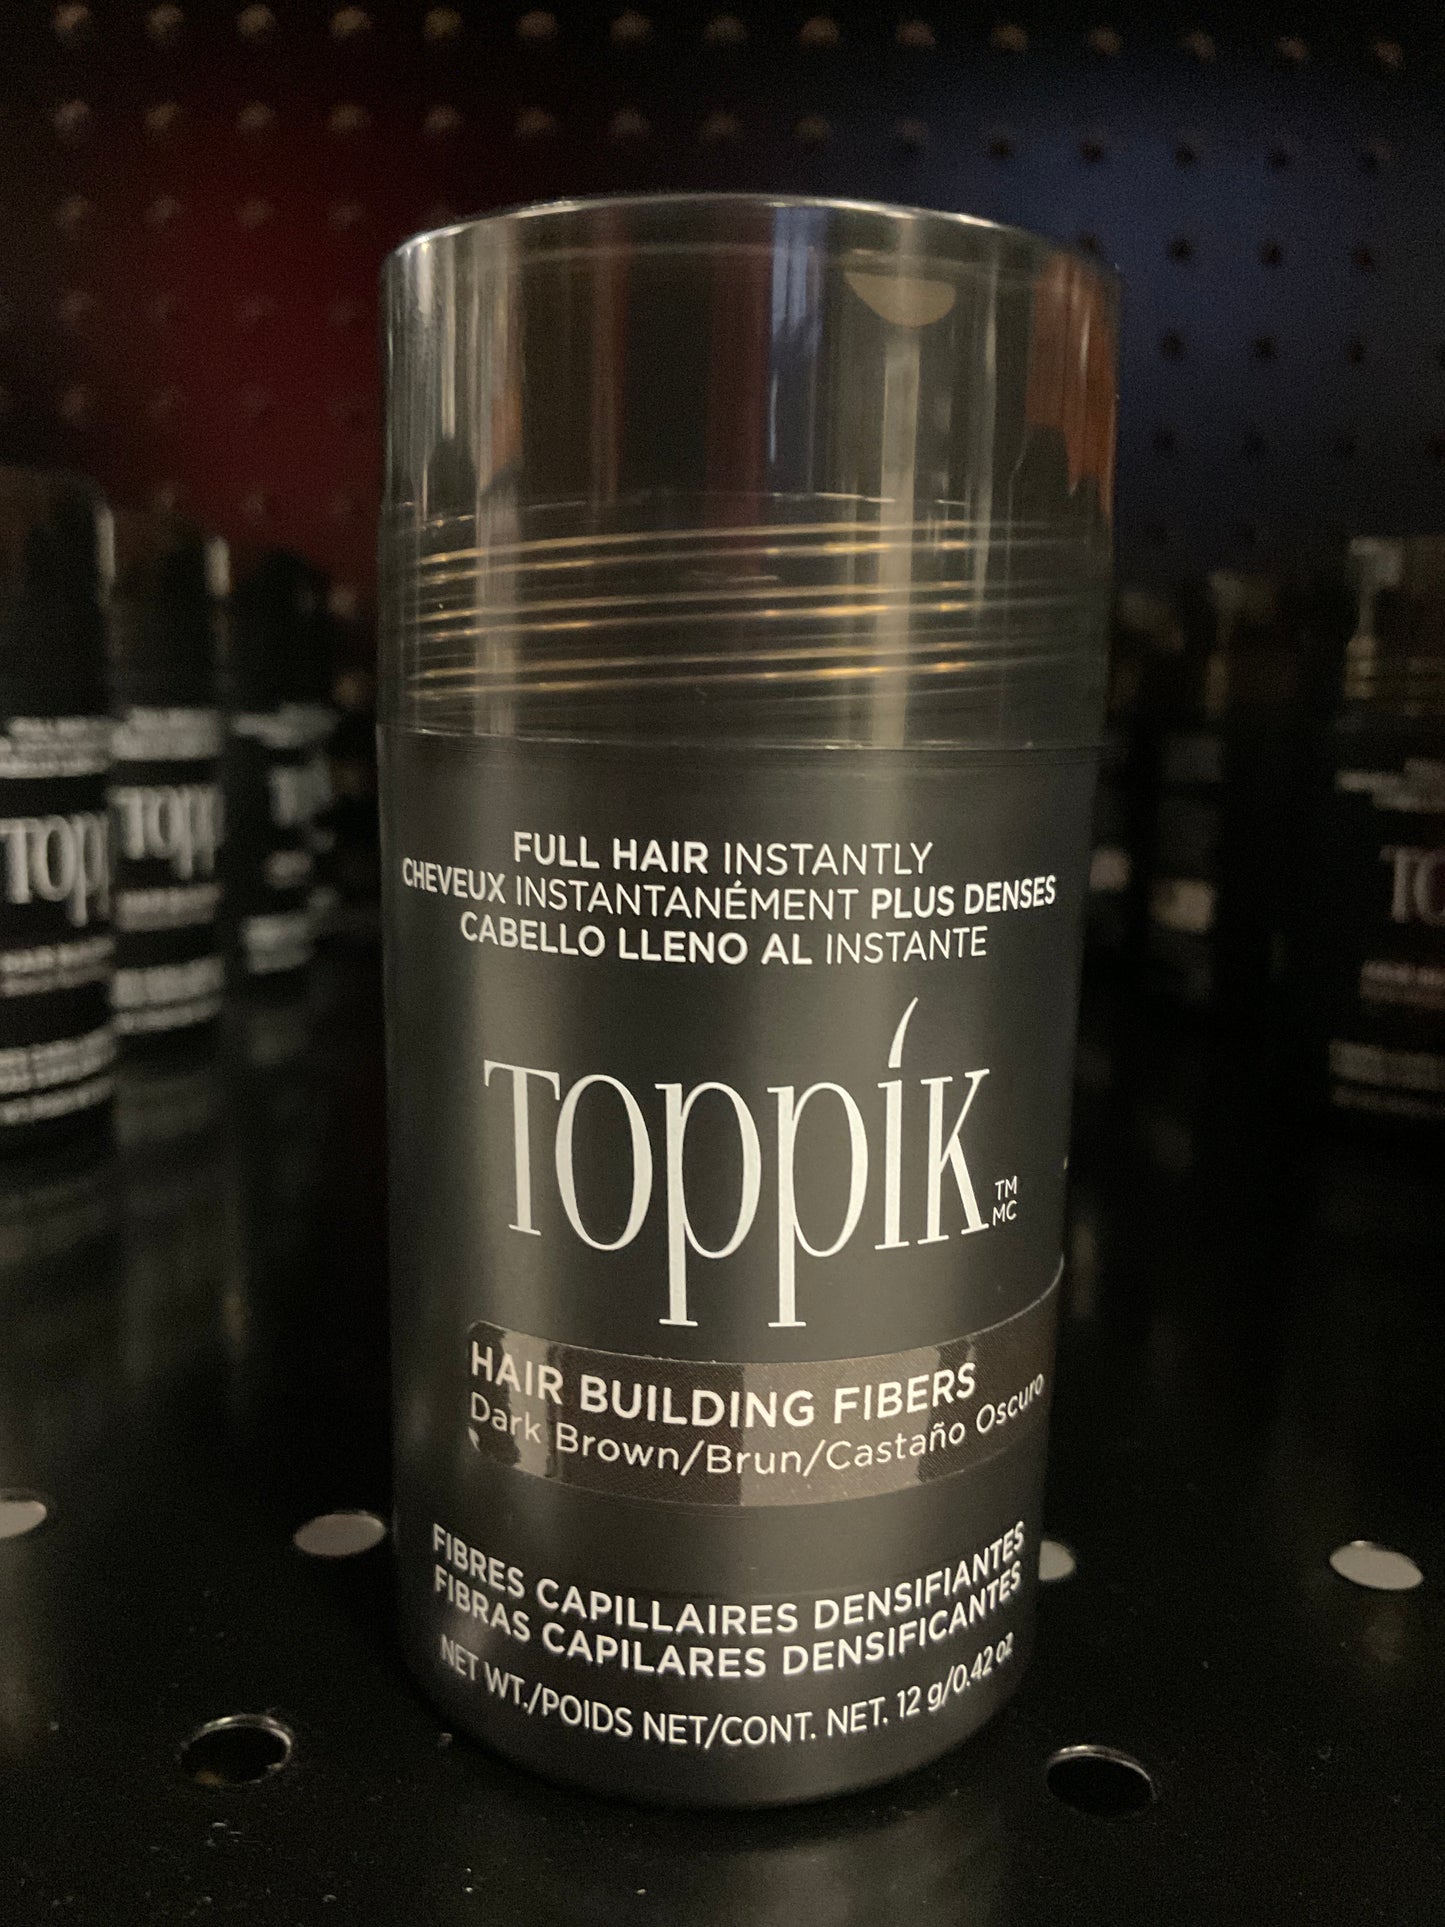 FULL HAIR INSTANTLY
CHEVEUX INSTANTANÉMENT PLUS DENSES
CABELLO LLENO AL INSTANTE
Toppik TM
MC
HAIR BUILDING FIBERS
Dark Brown/Brun/Castaño Oscuro
FIBRES CAPILLAIRES DENSIFIANTES
FIBRAS CAPILARES DENSIFICANTES
NET WT./POIDS NET/CONT. NET. 12 g/0.42 oz